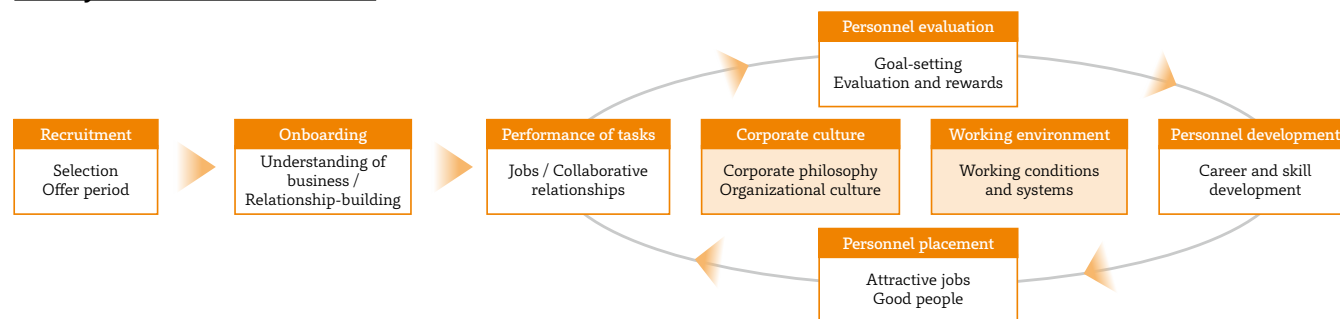 Personnel evaluation
Goal-setting
Evaluation and rewards
Recruitment
Selection
Offer period
Onboarding
Understanding of
business /
Relationship-building
Performance of tasks
Jobs / Collaborative
relationships
Corporate culture
Corporate philosophy
Organizational culture
Working environment
Working conditions
and systems
Personnel development
Career and skill
development
Personnel placement
Attractive jobs
Good people